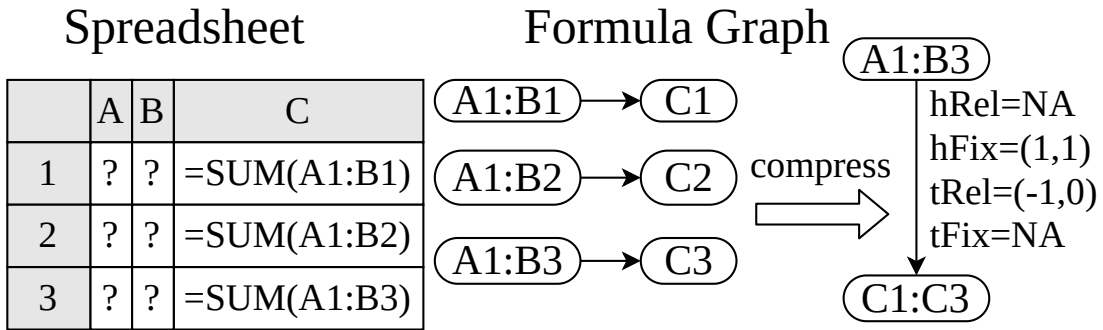 Spreadsheet
A B C
1 ? ? =SUM(A1:B1)
2 ? ? =SUM(A1:B2)
3 ? ? =SUM(A1:B3)
Formula Graph
A1:B1 C1
A1:B2 C2
A1:B3 C3
compress
A1:B3
hRel=NA
hFix=(1,1)
tRel=(-1,0)
tFix=NA
C1:C3